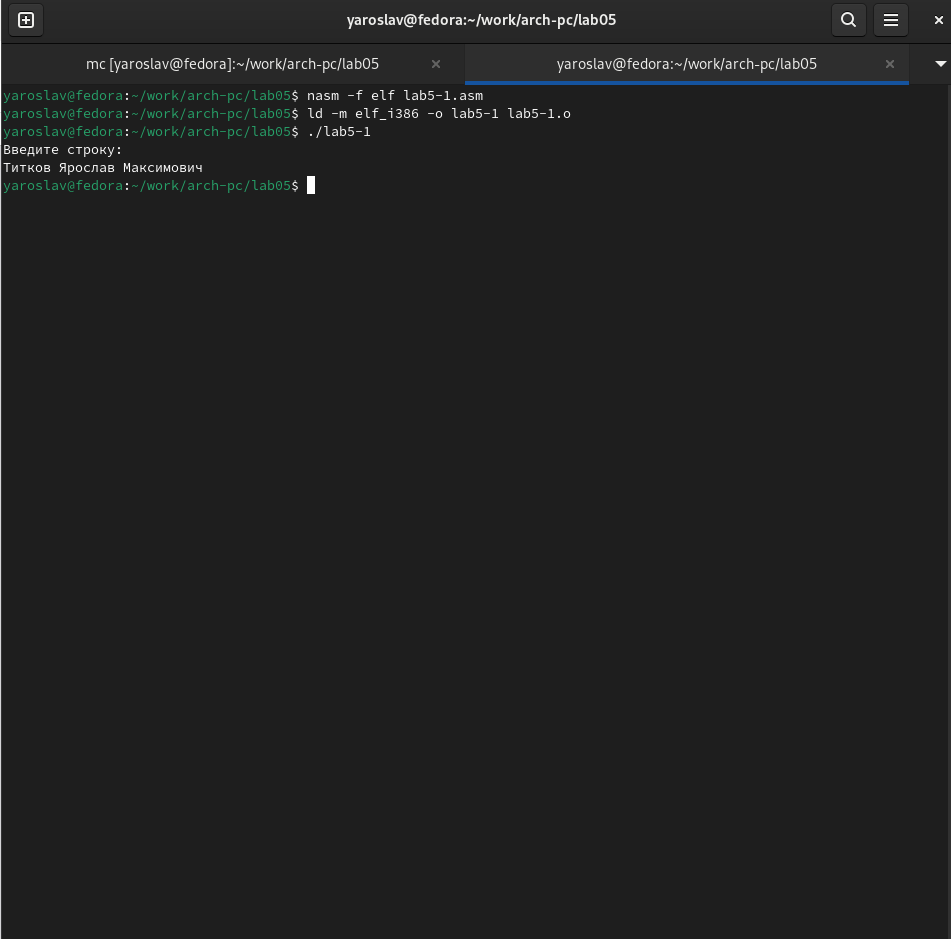 yaroslav@fedora:~/work/arch-pc/lab05
mc [yaroslav@fedora]:~/work/arch-pc/lab05
yaroslav@fedora:~/work/arch-pc/lab05
yaroslav@fedora:~/work/arch-pc/lab05$ nasm -f elf lab5-1.asm
yaroslav@fedora:~/work/arch-pc/lab05$ ld -m elf_i386 -o lab5-1 lab5-1.o
yaroslav@fedora:~/work/arch-pc/lab05$ ./lab5-1
Введите строку:
Титков Ярослав Максимович
yaroslav@fedora:~/work/arch-pc/lab05$